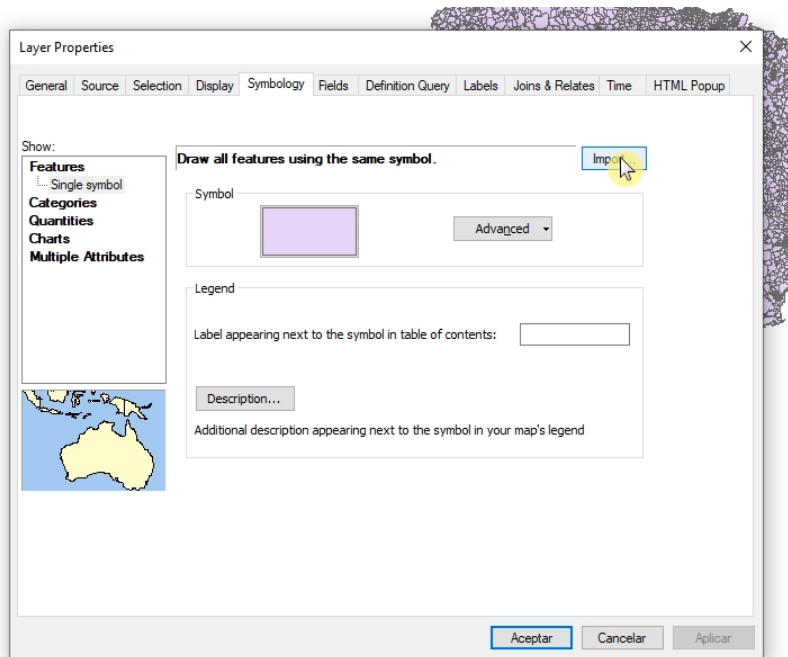 Layer Properties
General Source Selection Display Symbology Fields Definition Query Labels Joins & Relates Time HTML Popup
Show:
Features
Single symbol
Categories
Quantities
Charts
Multiple Attributes
Draw all features using the same symbol.
Import...
Symbol
Advanced
Legend
Label appearing next to the symbol in table of contents:
Description...
Additional description appearing next to the symbol in your map's legend
Aceptar Cancelar Aplicar